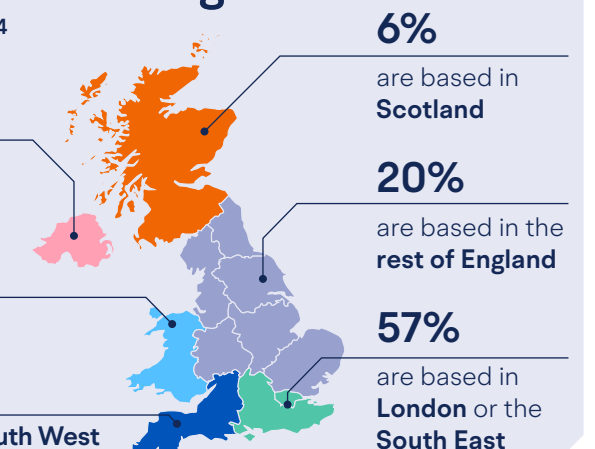 4
6%
are based in
Scotland
20%
are based in the
rest of England
57%
are based in
London or the
South East
uth West